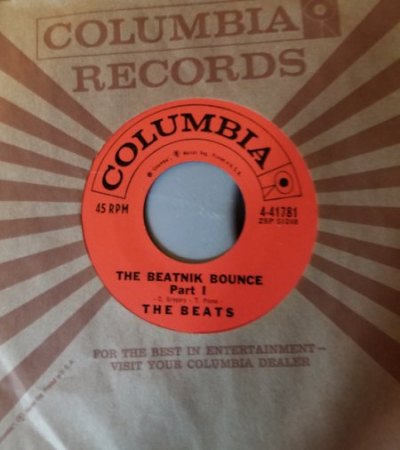 COLUMBIA
RECORDS
COLUMBIA
45 RPM
4-41781
THE BEATNIK BOUNCE
Part I
THE BEATS
FOR THE BEST IN ENTERTAINMENT—
VISIT YOUR COLUMBIA DEALER